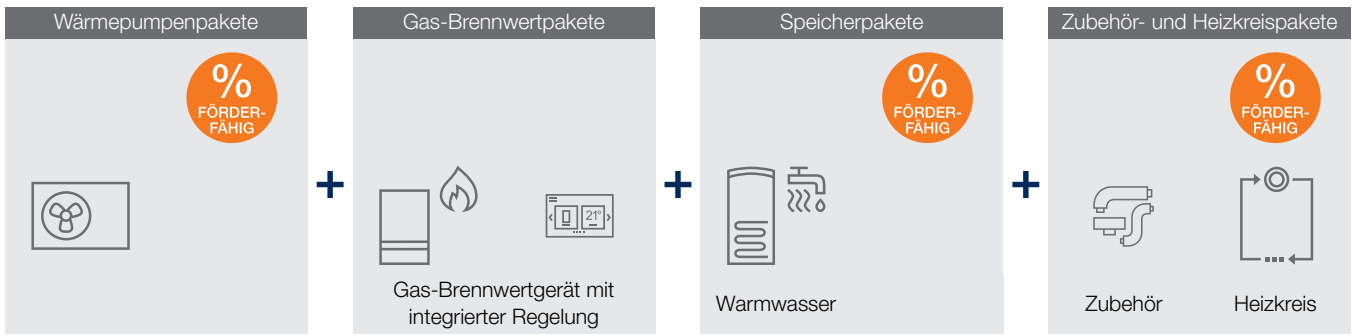 Wärmepumpenpakete
%
FÖRDER-
FÄHIG
+
Gas-Brennwertpakete
21°
Gas-Brennwertgerät mit
integrierter Regelung
+
Speicherpakete
%
FÖRDER-
FÄHIG
Warmwasser
+
Zubehör- und Heizkreispakete
%
FÖRDER-
FÄHIG
Zubehör
Heizkreis